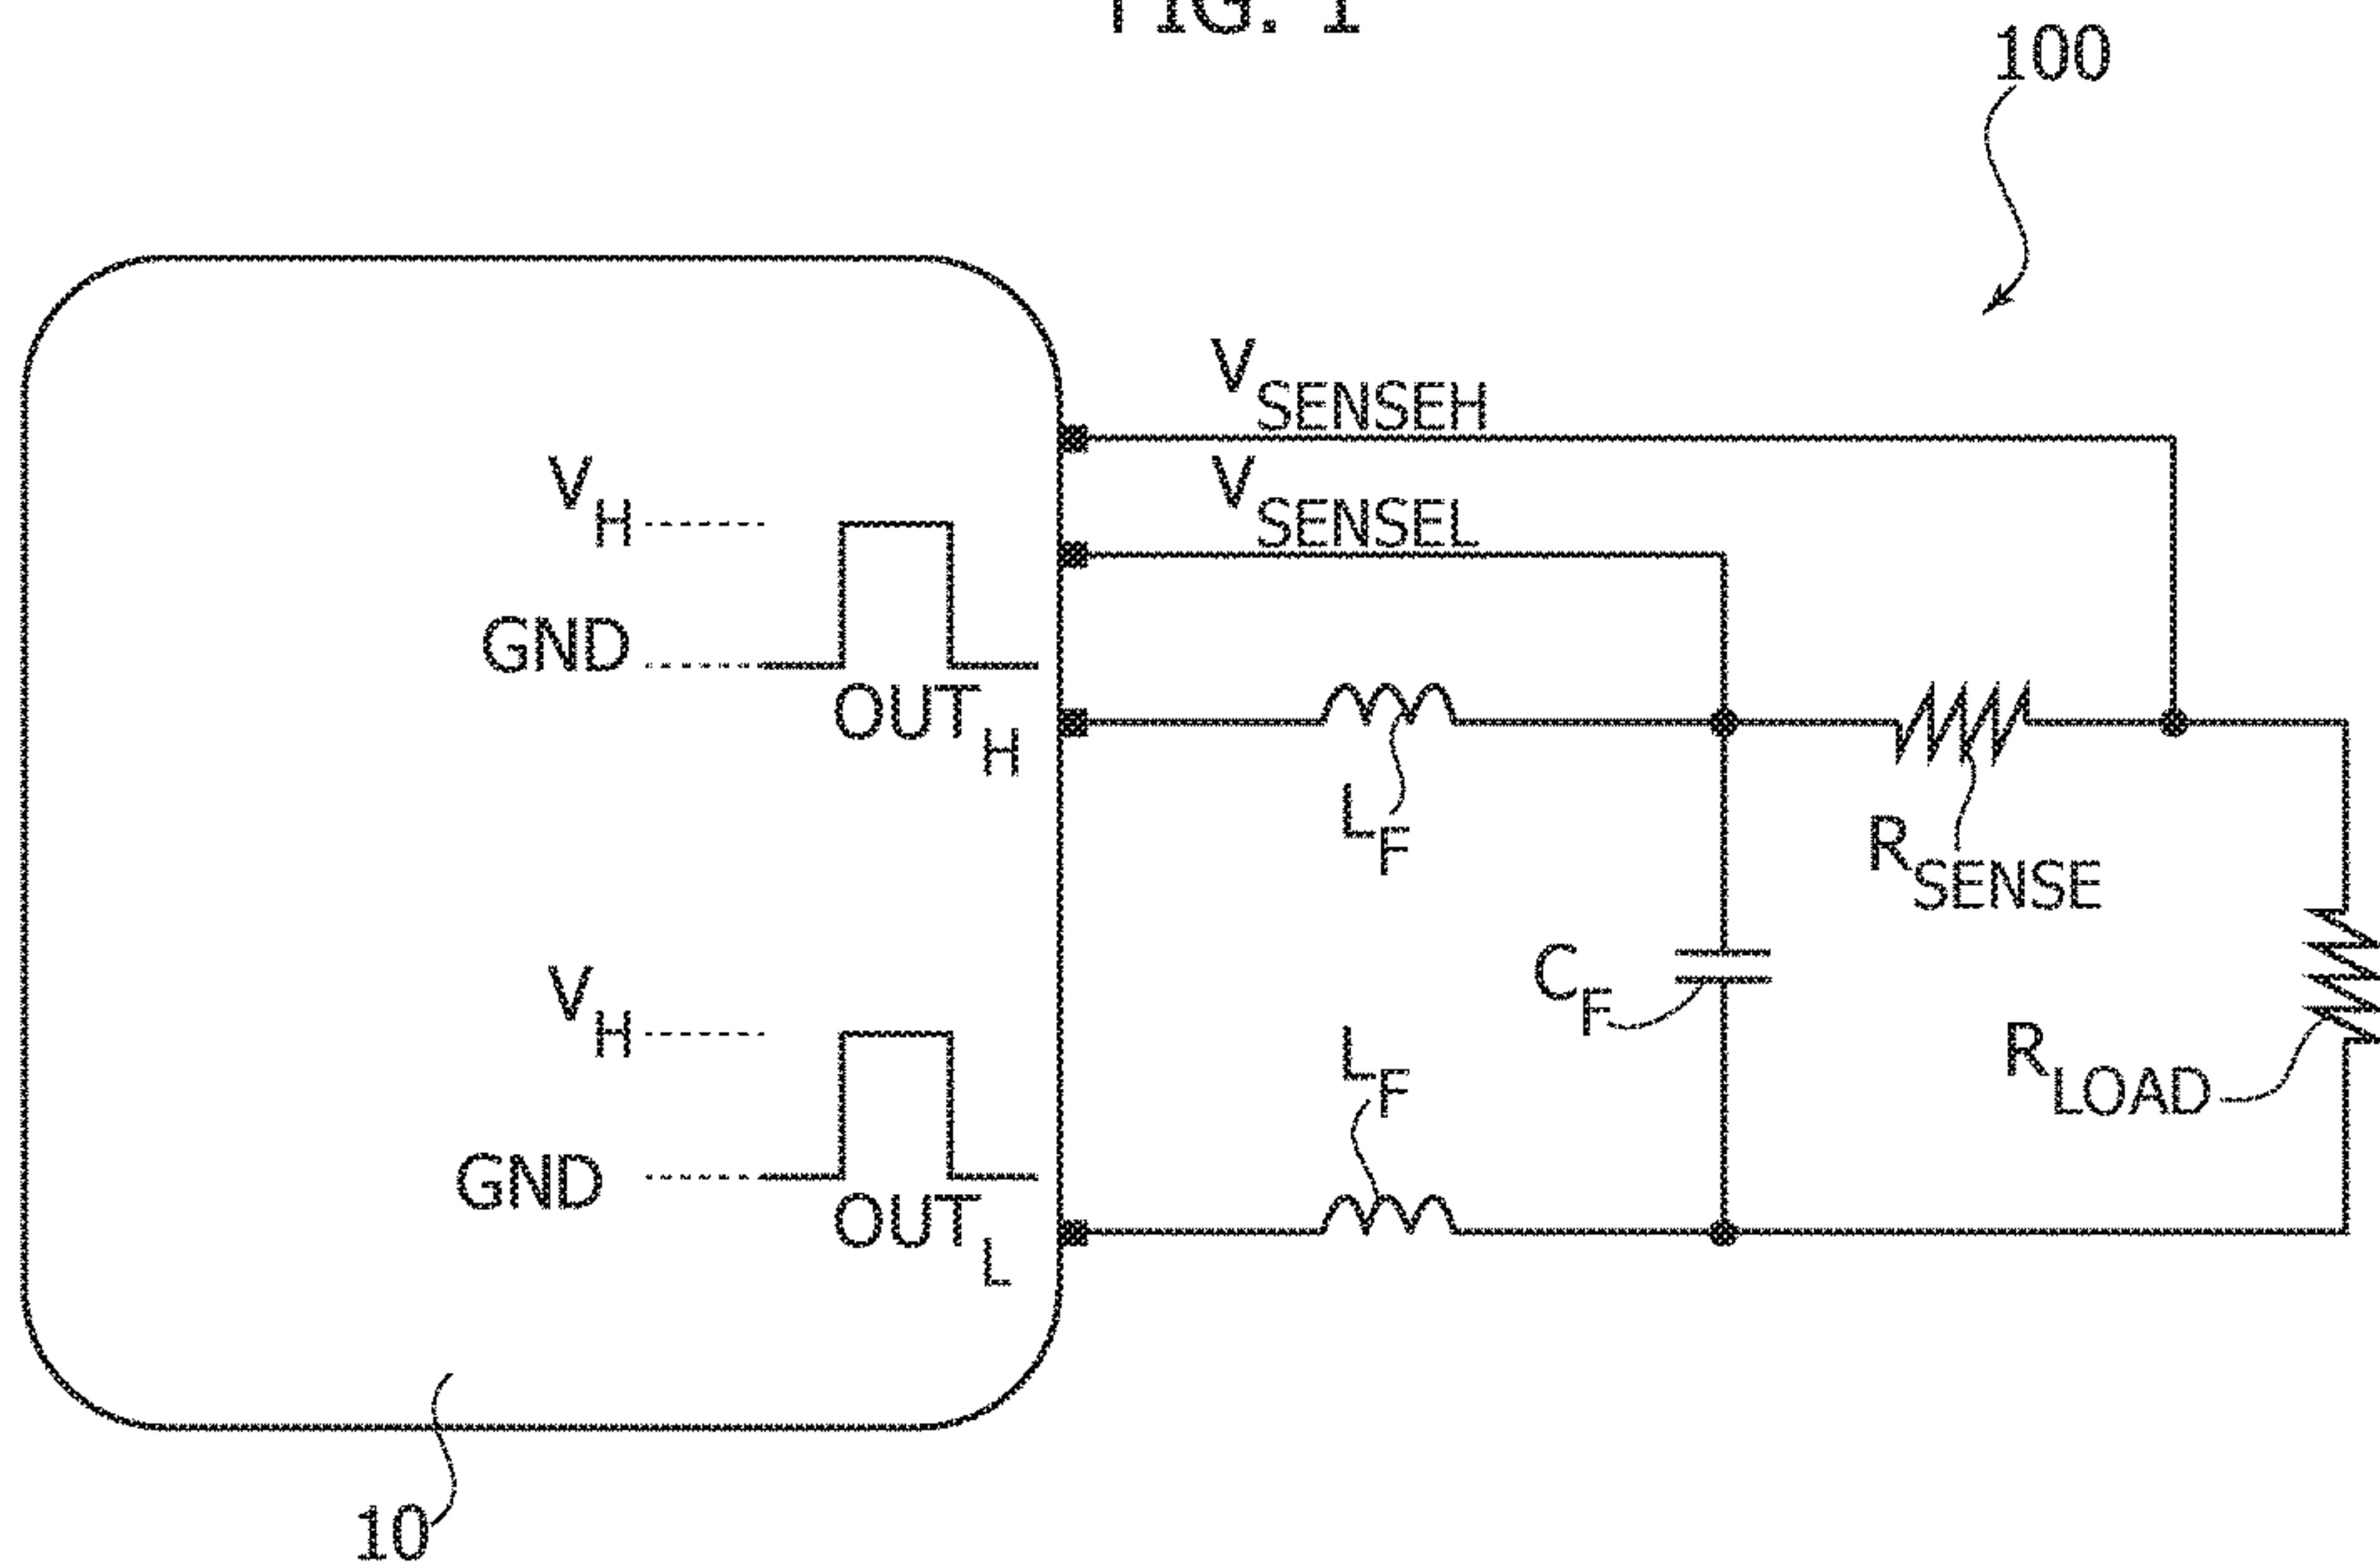 FIG. 1
100
VSENSEH
VSENSEL
VH
GND
OUTH
LF
RSENSE
CF
VH
LF
RLOAD
GND
OUTL
10